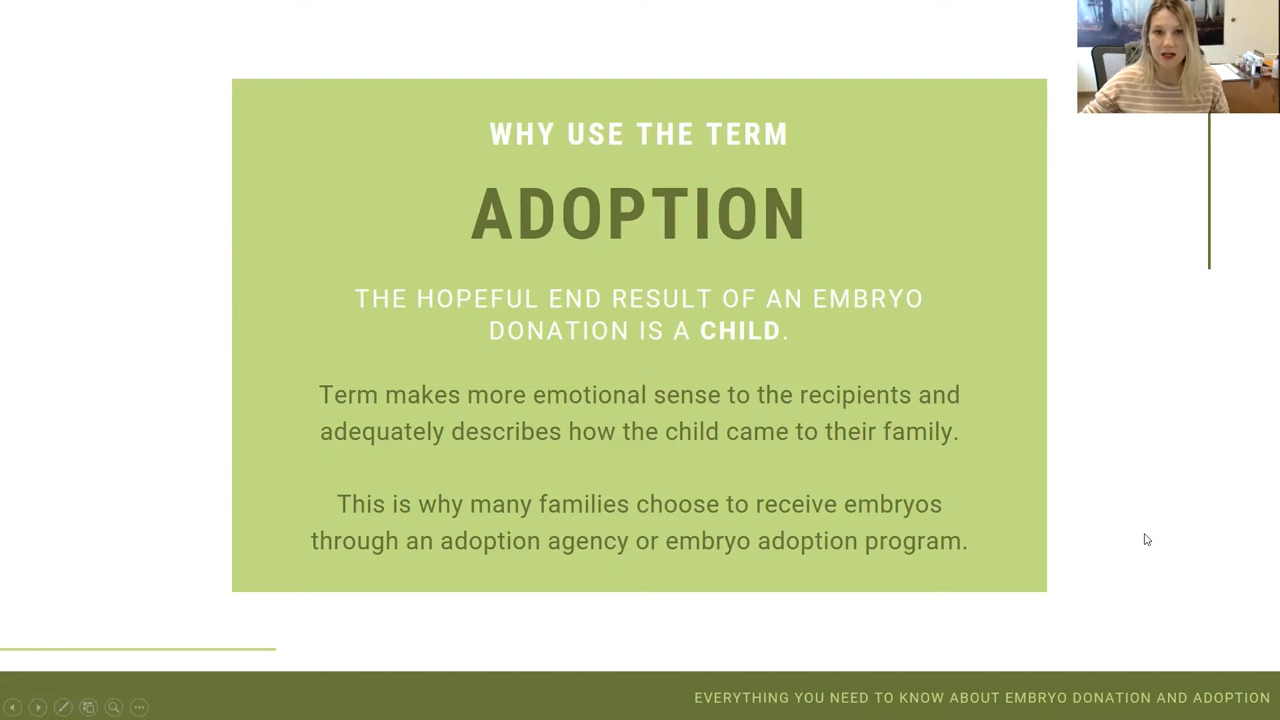 WHY USE THE TERM
ADOPTION
THE HOPEFUL END RESULT OF AN EMBRYO
DONATION IS A CHILD.
Term makes more emotional sense to the recipients and
adequately describes how the child came to their family.
This is why many families choose to receive embryos
through an adoption agency or embryo adoption program.
EVERYTHING YOU NEED TO KNOW ABOUT EMBRYO DONATION AND ADOPTION